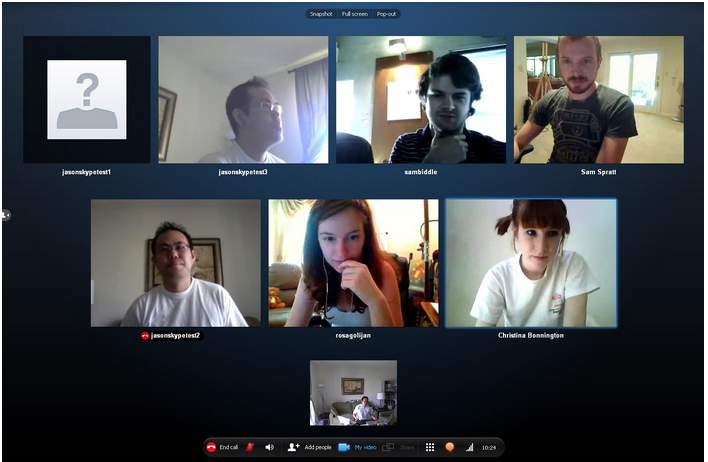 Snapshot Full screen Pop-out
?
jasonskypetest1 jasonskypetest3 sambiddle Sam Spratt
jasonskypetest2 rosagolijan Christina Bonnington
End call Add people My video Share 10:24